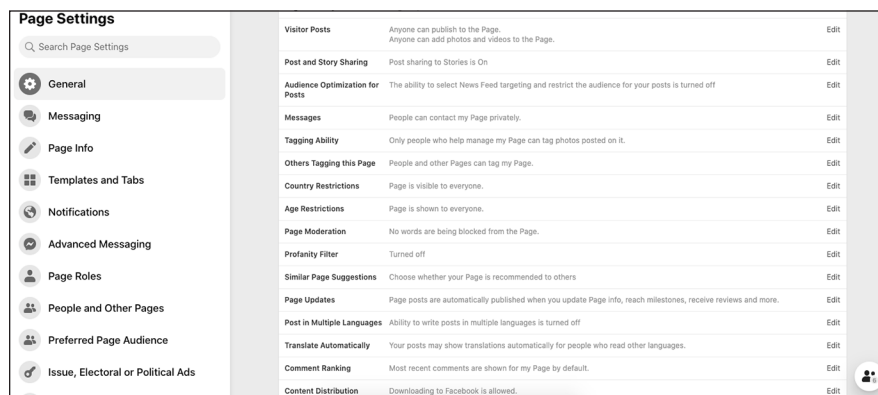 Page Settings
Search Page Settings
General
Messaging
Page Info
Templates and Tabs
Notifications
Advanced Messaging
Page Roles
People and Other Pages
Preferred Page Audience
Issue, Electoral or Political Ads
Visitor Posts Anyone can publish to the Page. Edit
Anyone can add photos and videos to the Page.
Post and Story Sharing Post sharing to Stories is On Edit
Audience Optimization for The ability to select News Feed targeting and restrict the audience for your posts is turned off Edit
Posts
Messages People can contact my Page privately. Edit
Tagging Ability Only people who help manage my Page can tag photos posted on it. Edit
Others Tagging this Page People and other Pages can tag my Page. Edit
Country Restrictions Page is visible to everyone. Edit
Age Restrictions Page is shown to everyone. Edit
Page Moderation No words are being blocked from the Page. Edit
Profanity Filter Turned off Edit
Similar Page Suggestions Choose whether your Page is recommended to others Edit
Page Updates Page posts are automatically published when you update Page info, reach milestones, receive reviews and more. Edit
Post in Multiple Languages Ability to write posts in multiple languages is turned off Edit
Translate Automatically Your posts may show translations automatically for people who read other languages. Edit
Comment Ranking Most recent comments are shown for my Page by default. Edit
Content Distribution Downloading to Facebook is allowed. Edit